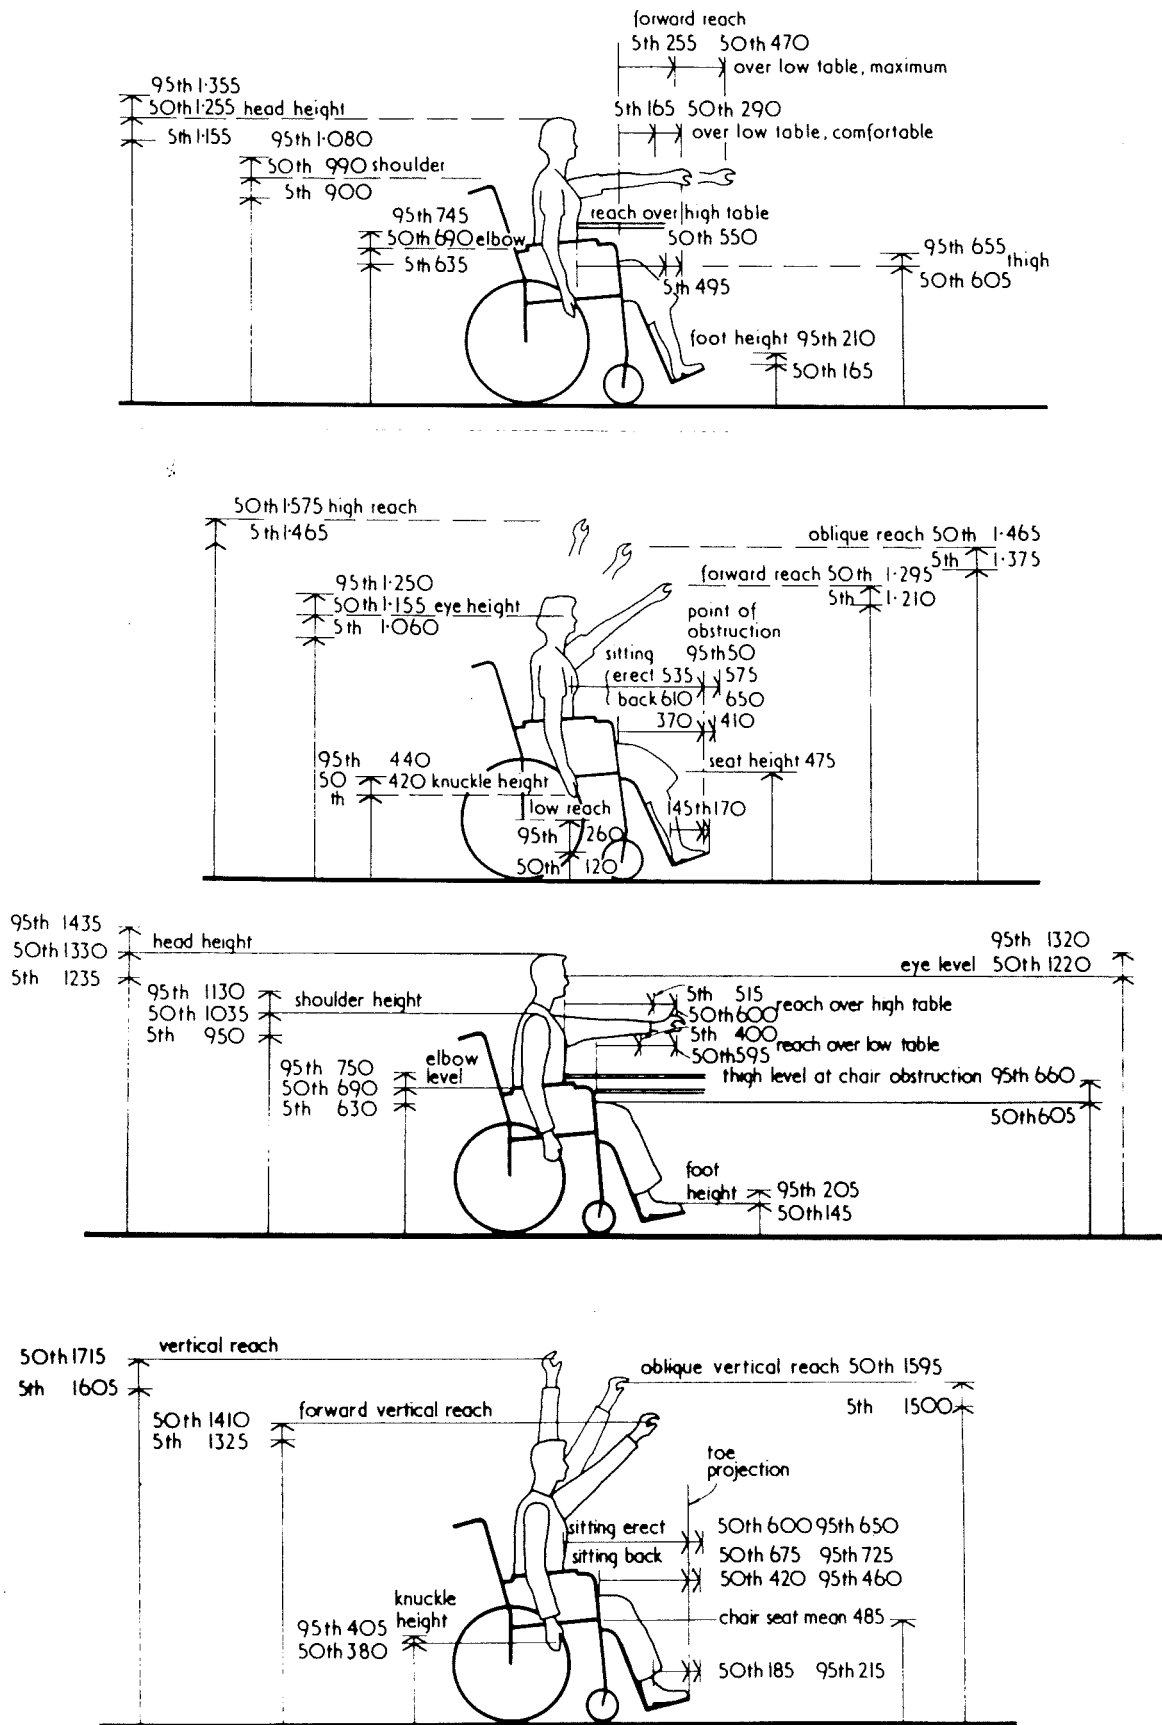 forward reach
5th 255 50th 470
over low table, maximum
95th 1·355
50th 1·255 head height
5th 1·155
5th 165 50th 290
over low table, comfortable
95th 1·080
50th 990 shoulder
5th 900
reach over high table
95th 745
50th 690 elbow
5th 635
50th 550
5th 495
95th 655
thigh
50th 605
foot height 95th 210
50th 165
50th 1·575 high reach
5th 1·465
oblique reach 50th 1·465
5th 1·375
forward reach 50th 1·295
5th 1·210
95th 1·250
50th 1·155 eye height
5th 1·060
point of
obstruction
sitting 95th 50
erect 535 575
back 610 650
370 410
seat height 475
95th 440
50 420 knuckle height
th
low reach
95th 260
50th 120
145th 170
95th 1435
50th 1330 head height
5th 1235
95th 1320
eye level 50th 1220
95th 1130
50th 1035 shoulder height
5th 950
5th 515
50th 600 reach over high table
5th 400
50th 595 reach over low table
95th 750 elbow
50th 690 level
5th 630
thigh level at chair obstruction 95th 660
50th 605
foot
height 95th 205
50th 145
50th 1715 vertical reach
5th 1605
oblique vertical reach 50th 1595
5th 1500
50th 1410 forward vertical reach
5th 1325
toe
projection
sitting erect 50th 600 95th 650
sitting back 50th 675 95th 725
50th 420 95th 460
knuckle
height
95th 405
50th 380
chair seat mean 485
50th 185 95th 215